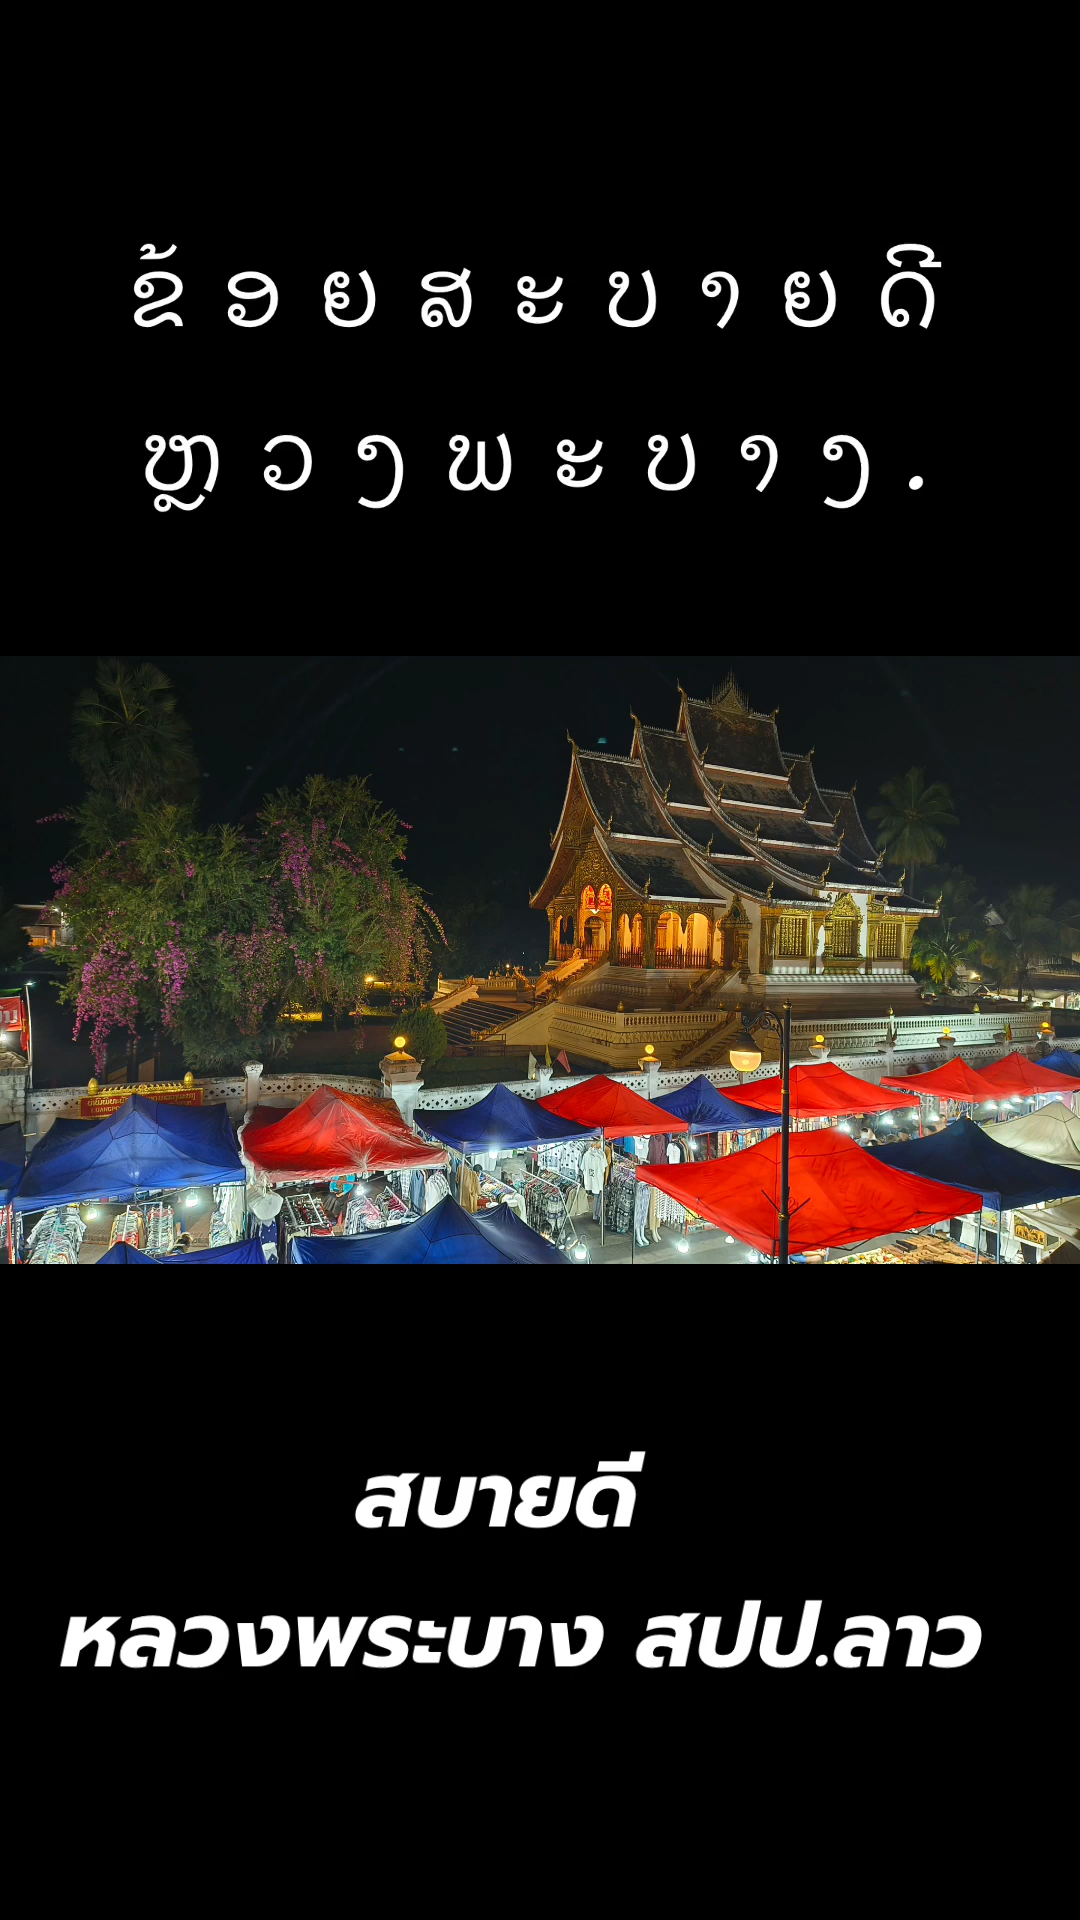 ຂ້ອຍສະບາຍດີ
ຫຼວງພະບາງ.
สบายดี
หลวงพระบาง สปป.ลาว